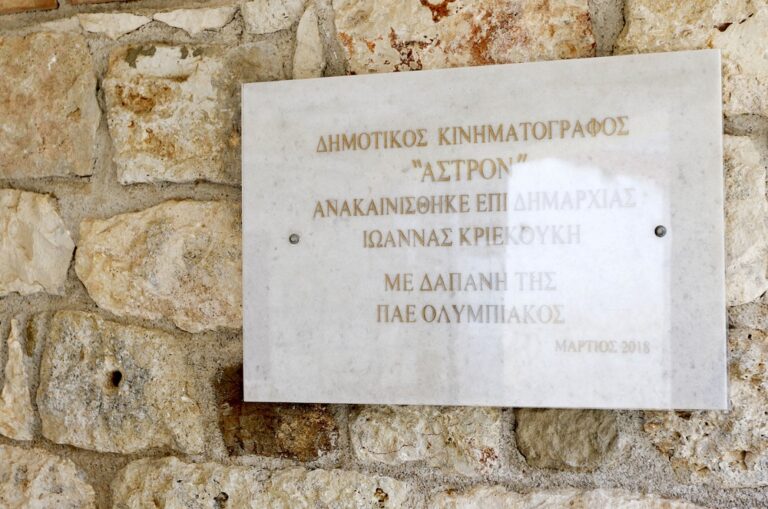 ΔΗΜΟΤΙΚΟΣ ΚΙΝΗΜΑΤΟΓΡΑΦΟΣ
"ΑΣΤΡΟΝ"
ΑΝΑΚΑΙΝΙΣΘΗΚΕ ΕΠΙ ΔΗΜΑΡΧΙΑΣ
ΙΩΑΝΝΑΣ ΚΡΙΕΚΟΥΚΗ
ΜΕ ΔΑΠΑΝΗ ΤΗΣ
ΠΑΕ ΟΛΥΜΠΙΑΚΟΣ
ΜΑΡΤΙΟΣ 2018